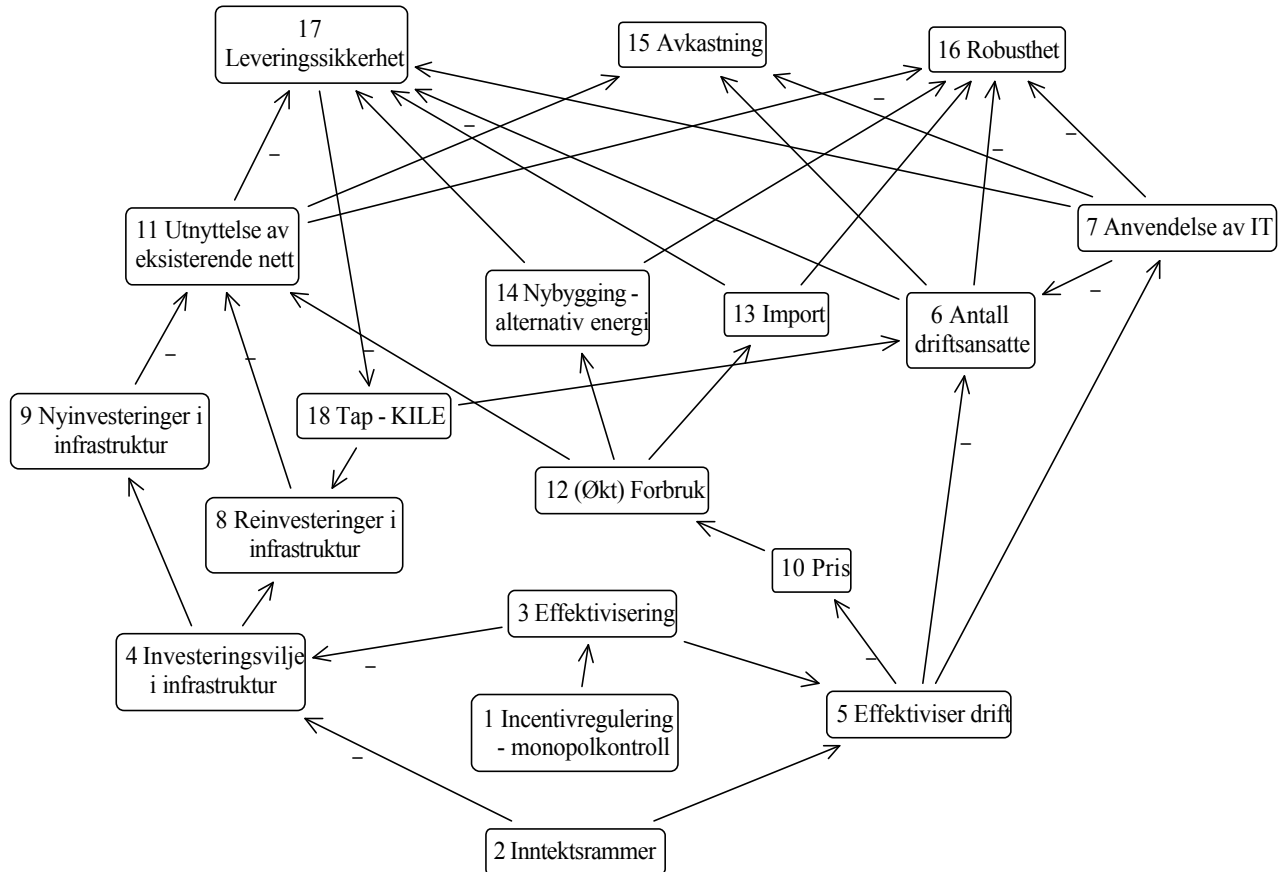 17
Leveringssikkerhet
15 Avkastning
16 Robusthet
–
–
–
–
–
11 Utnyttelse av
eksisterende nett
7 Anvendelse av IT
14 Nybygging -
alternativ energi
13 Import
6 Antall
driftsansatte
–
–
–
–
9 Nyinvesteringer i
infrastruktur
18 Tap - KILE
–
12 (Økt) Forbruk
8 Reinvesteringer i
infrastruktur
10 Pris
3 Effektivisering
4 Investeringsvilje
i infrastruktur
–
–
1 Incentivregulering
- monopolkontroll
5 Effektiviser drift
–
2 Inntektsrammer